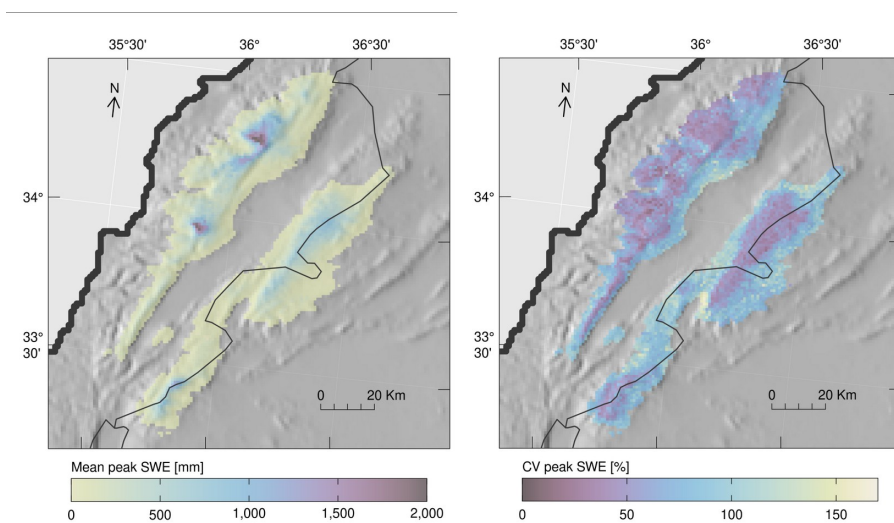 35°30' 36° 36°30'
N
34°
33°
30'
0 20 Km
Mean peak SWE [mm]
0 500 1,000 1,500 2,000
35°30' 36° 36°30'
N
34°
33°
30'
0 20 Km
CV peak SWE [%]
0 50 100 150